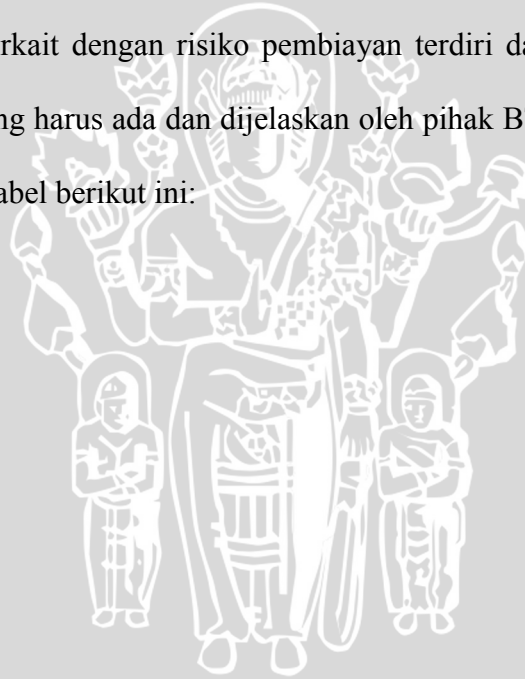 rkait dengan risiko pembiayan terdiri da
ng harus ada dan dijelaskan oleh pihak B
abel berikut ini: